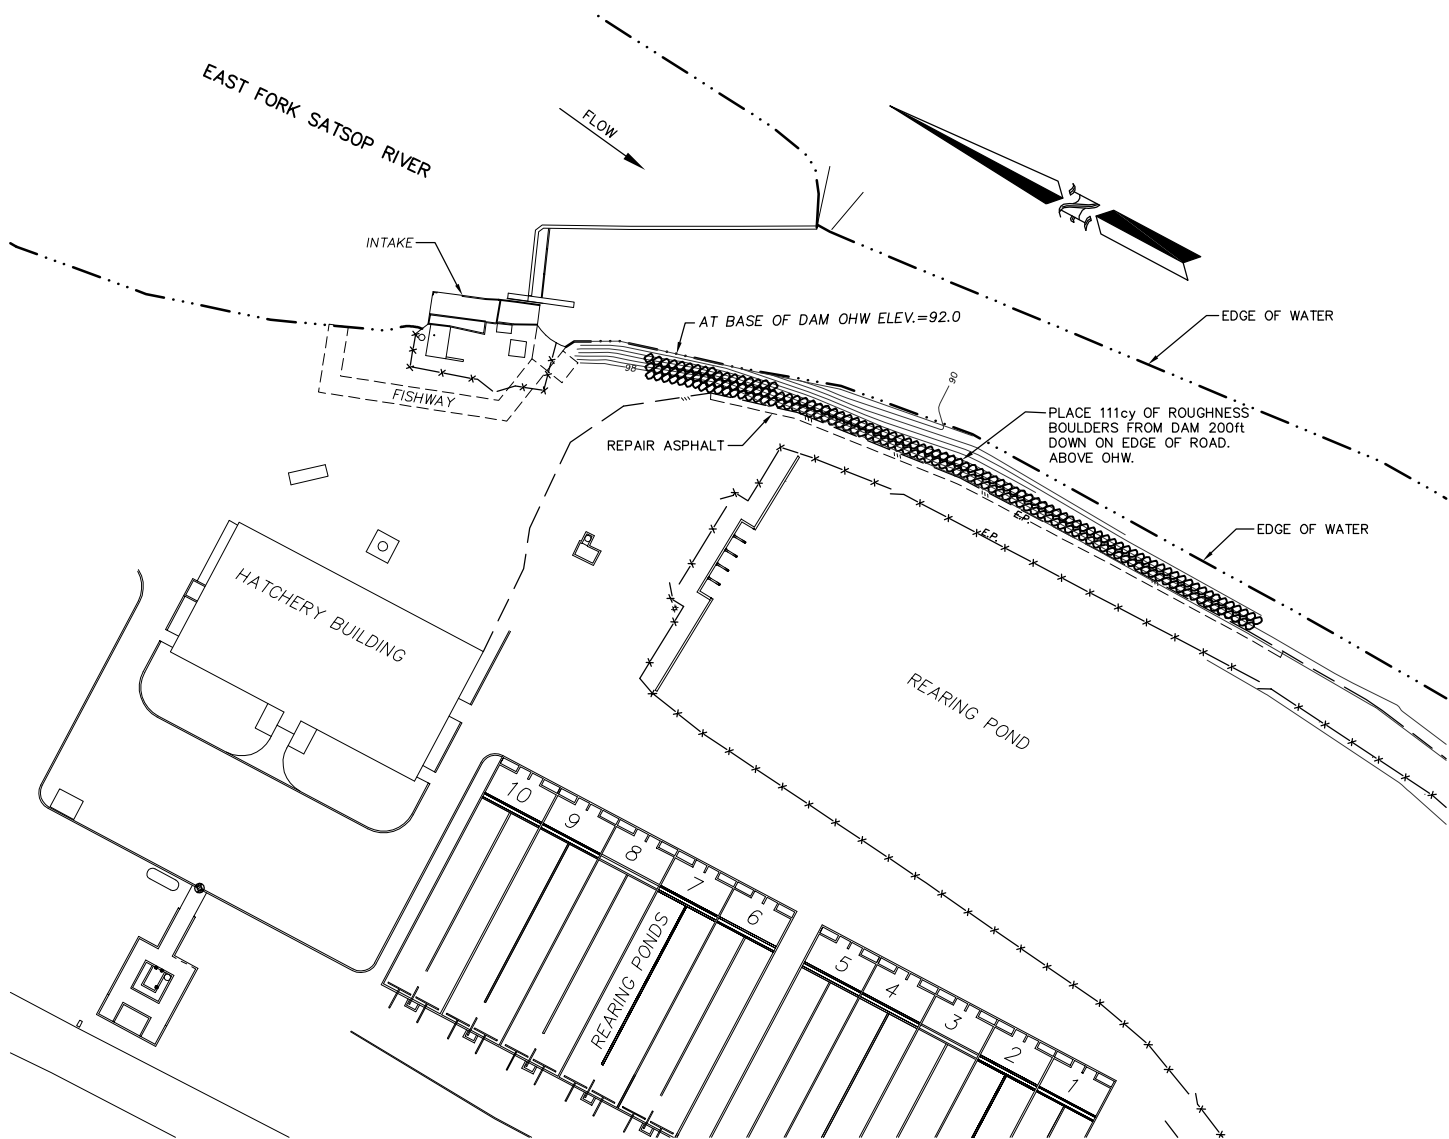 EAST FORK SATSOP RIVER
FLOW
N
INTAKE
AT BASE OF DAM OHW ELEV.=92.0
EDGE OF WATER
98
90
FISHWAY
PLACE 111cy OF ROUGHNESS
BOULDERS FROM DAM 200ft
DOWN ON EDGE OF ROAD.
ABOVE OHW.
REPAIR ASPHALT
E.P.
E.P.
EDGE OF WATER
HATCHERY BUILDING
REARING POND
10
9
8
7
6
REARING PONDS
5
4
3
2
1